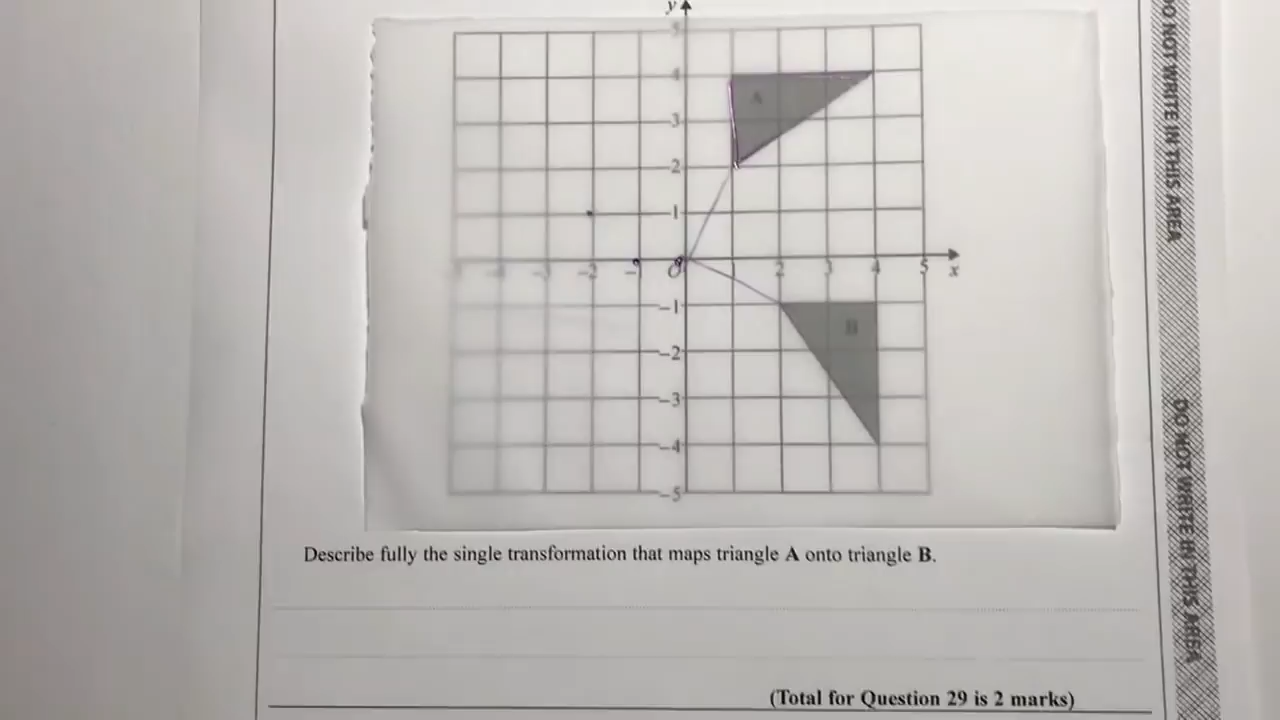 y
5
4
A
3
2
1
-4 -3 -2 -1 O 2 3 4 5 x
-1
B
-2
-3
-4
-5
Describe fully the single transformation that maps triangle A onto triangle B.
(Total for Question 29 is 2 marks)
DO NOT WRITE IN THIS AREA
DO NOT WRITE IN THIS AREA